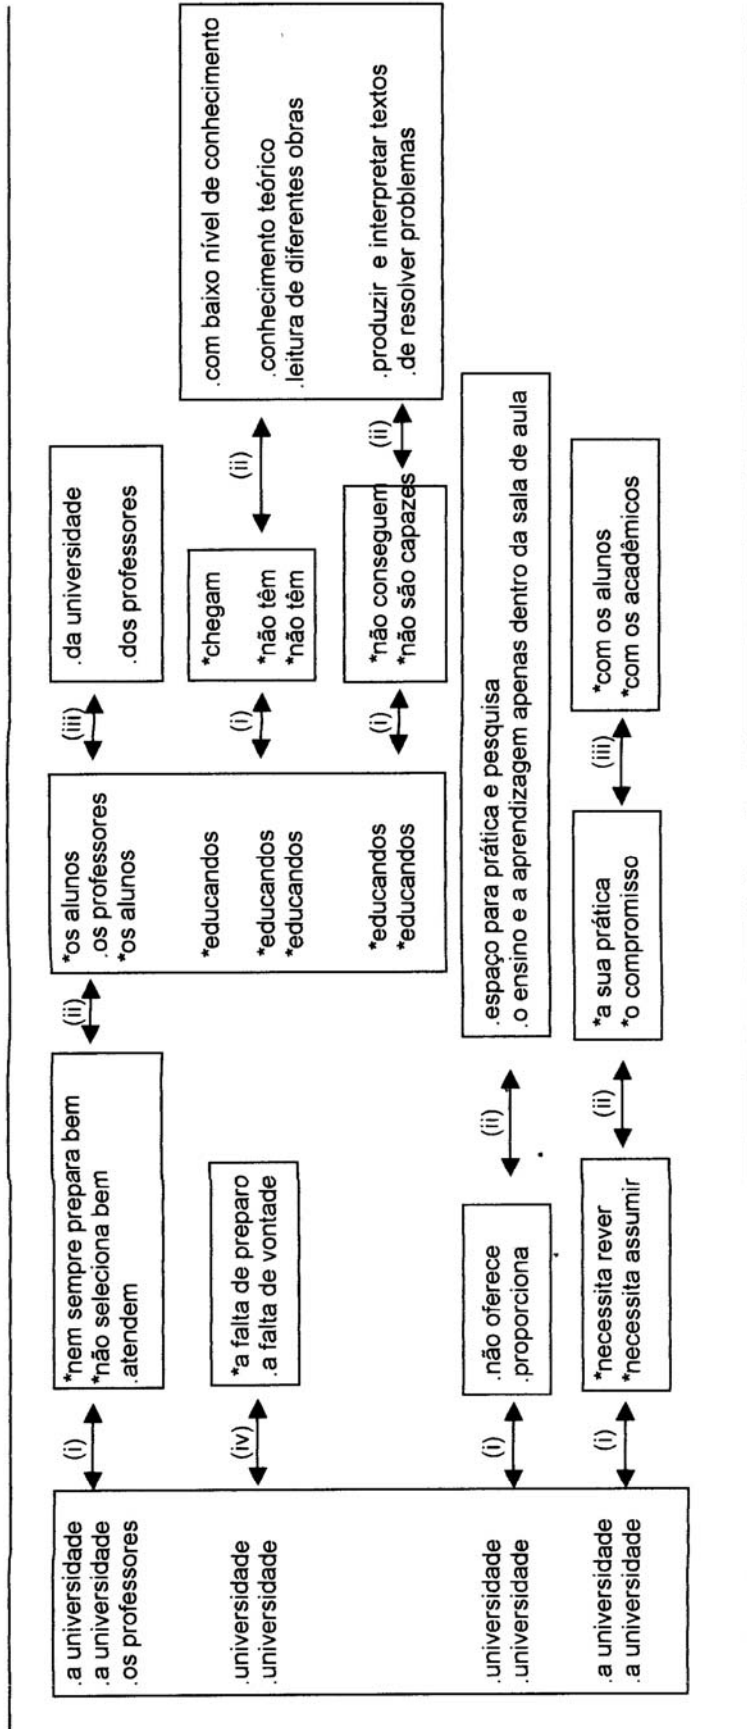 .a universidade
.a universidade
.os professores
.universidade
.universidade
.universidade
.universidade
.a universidade
.a universidade
(i)
(iv)
(i)
(i)
*nem sempre prepara bem
*não seleciona bem
.atendem
*a falta de preparo
.a falta de vontade
.não oferece
.proporciona
*necessita rever
*necessita assumir
(ii)
(ii)
(ii)
*os alunos
.os professores
*os alunos
*educandos
*educandos
*educandos
*educandos
*educandos
.espaço para prática e pesquisa
.o ensino e a aprendizagem apenas dentro da sala de aula
*a sua prática
*o compromisso
(iii)
(i)
(i)
(iii)
.da universidade
.dos professores
*chegam
*não têm
*não têm
*não conseguem
*não são capazes
*com os alunos
*com os acadêmicos
(ii)
(ii)
.com baixo nível de conhecimento
.conhecimento teórico
.leitura de diferentes obras
.produzir e interpretar textos
.de resolver problemas